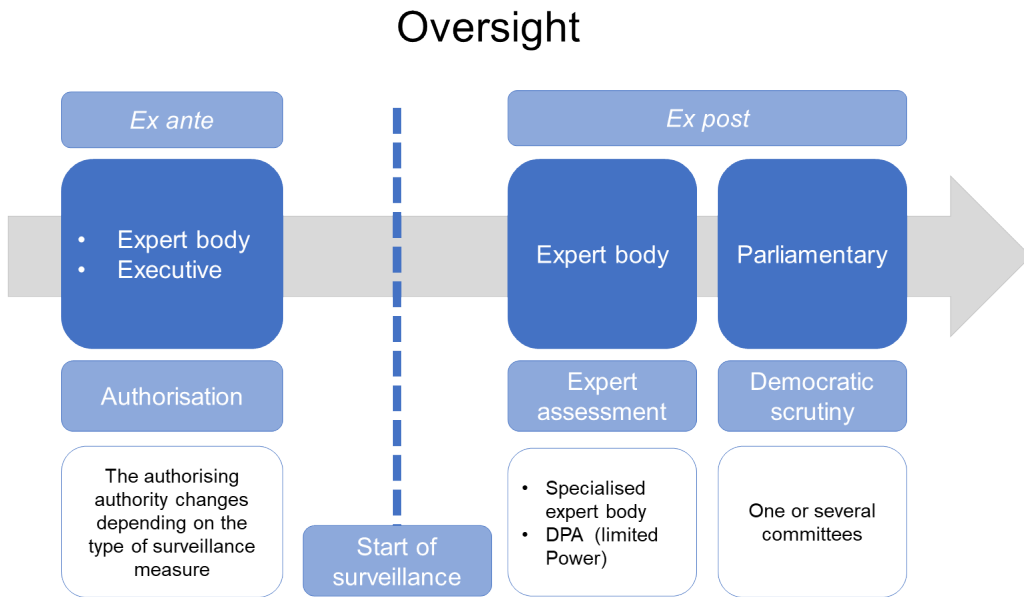 Oversight
Ex ante
Ex post
• Expert body
• Executive
Expert body
Parliamentary
Authorisation
Expert
assessment
Democratic
scrutiny
The authorising
authority changes
depending on the
type of surveillance
measure
Start of
surveillance
• Specialised
expert body
• DPA (limited
Power)
One or several
committees